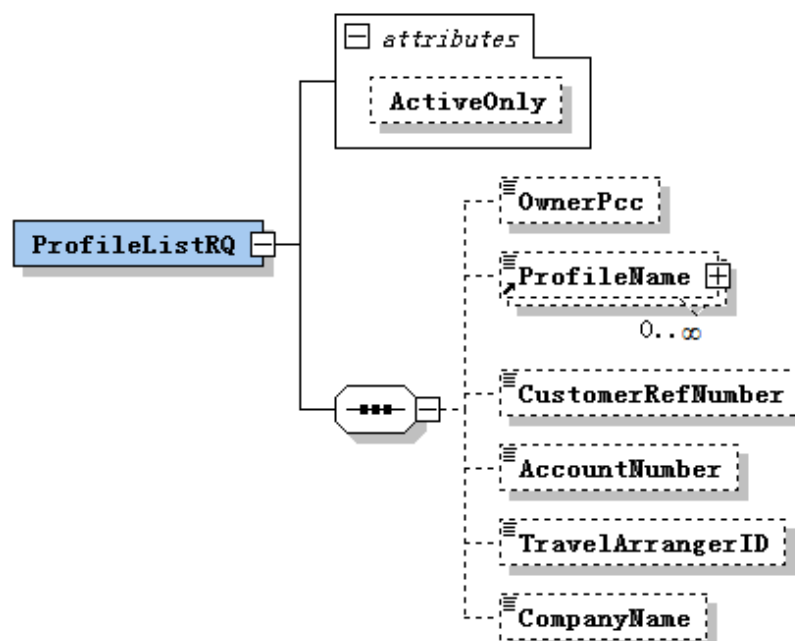 attributes
ActiveOnly
OwnerPcc
ProfileListRQ
ProfileName
0..∞
CustomerRefNumber
AccountNumber
TravelArrangerID
CompanyName